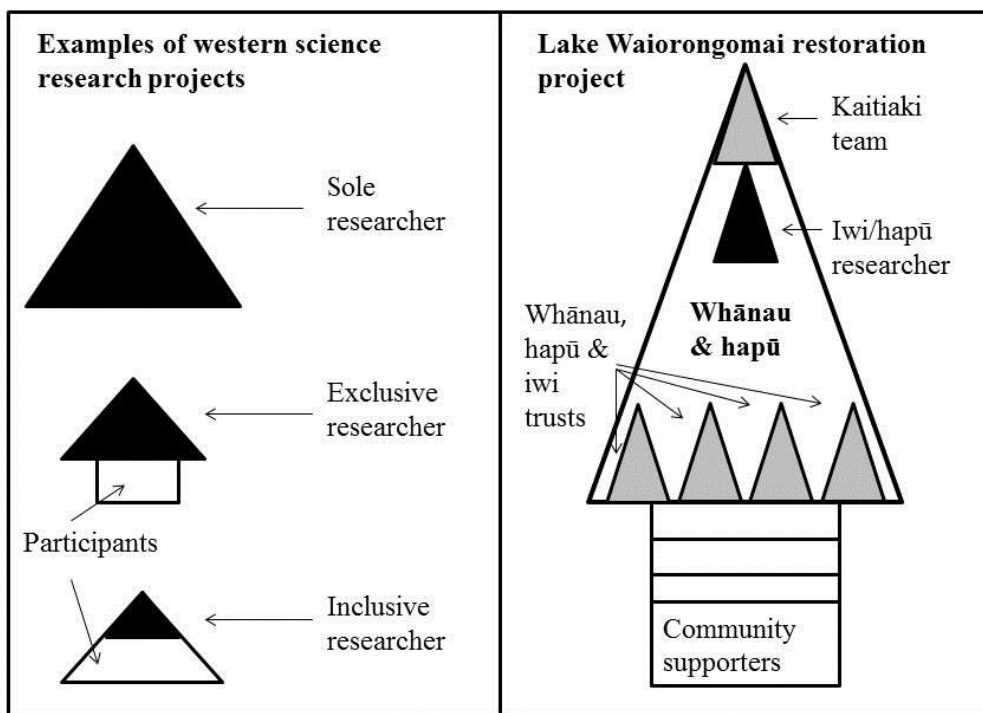 Examples of western science
research projects
Sole
researcher
Exclusive
researcher
Participants
Inclusive
researcher
Lake Waiorongomai restoration
project
Kaitiaki
team
Iwi/hapū
researcher
Whānau,
hapū &
iwi
trusts
Whānau
& hapū
Community
supporters